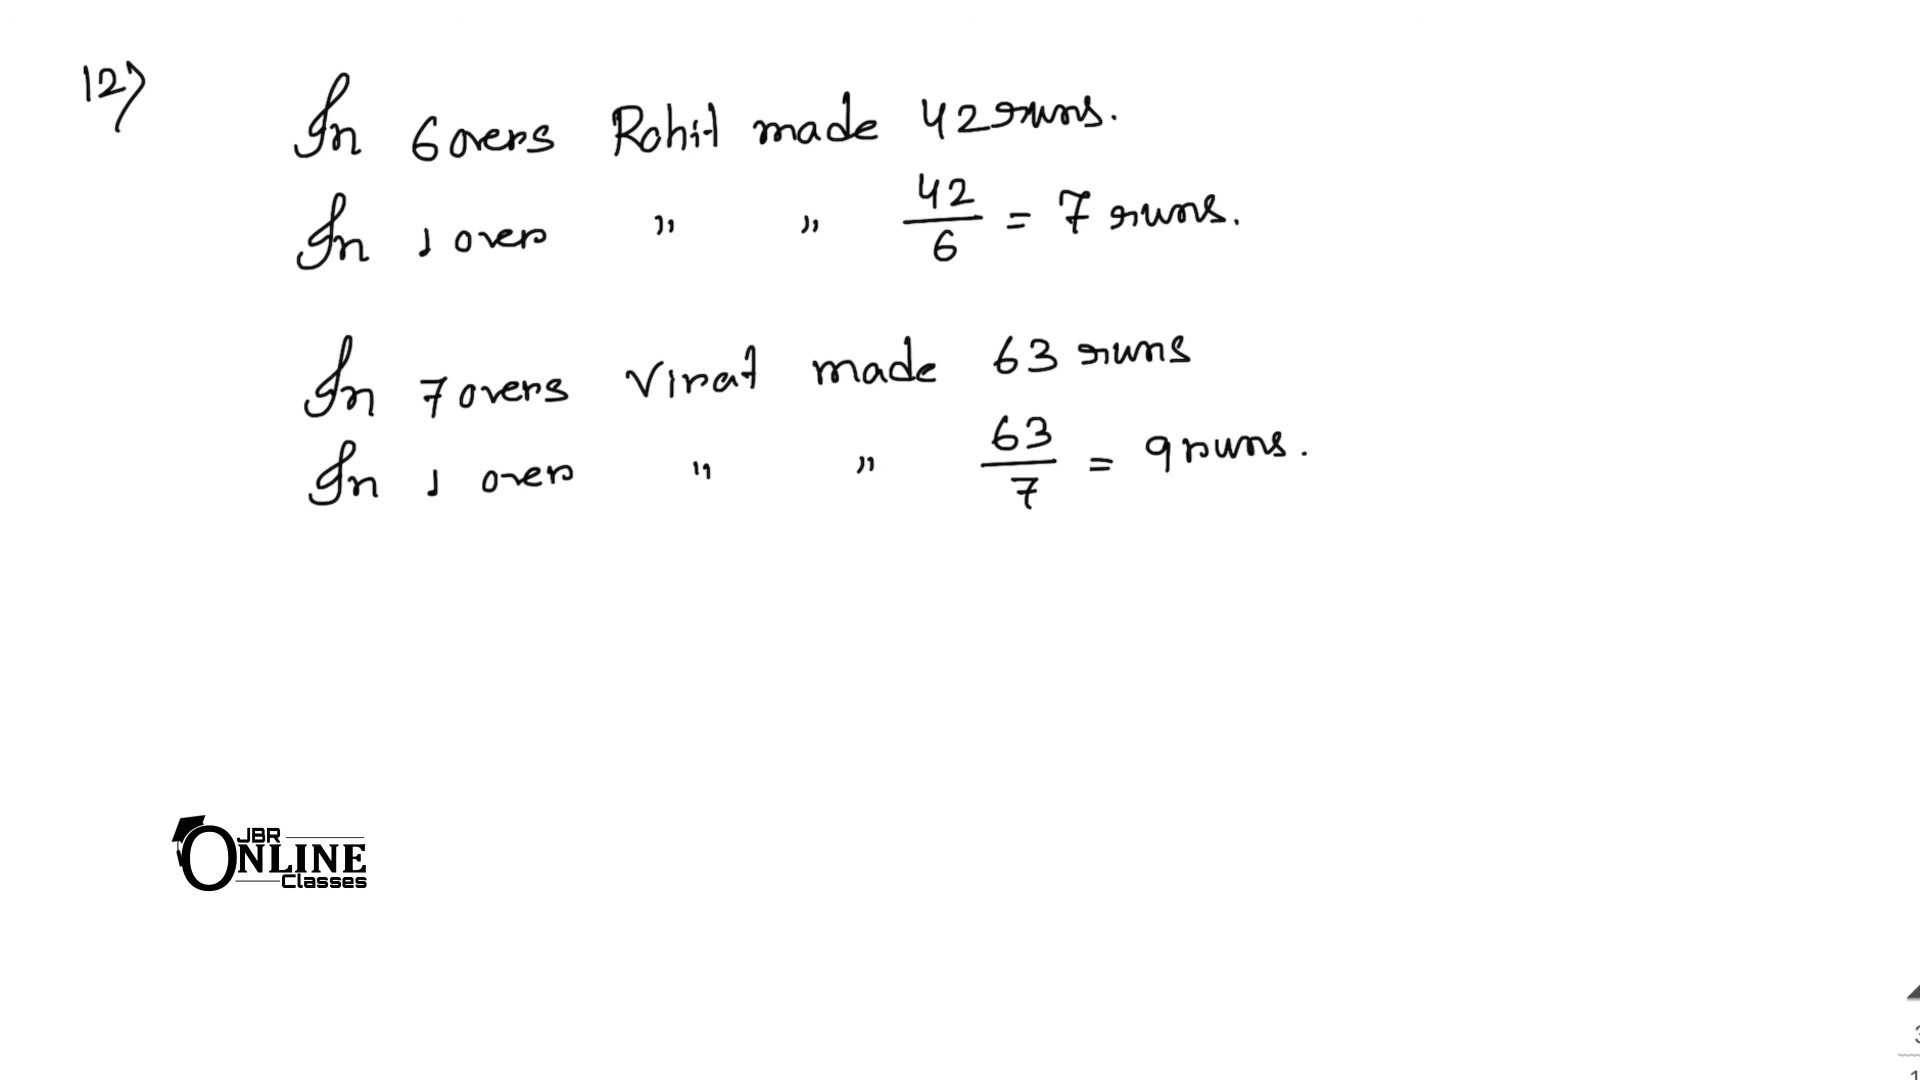 12)
In 6 overs Rohit made 42 runs.
In 1 over " " 42/6 = 7 runs.
In 7 overs Virat made 63 runs
In 1 over " " 63/7 = 9 runs.
JBR
ONLINE
Classes